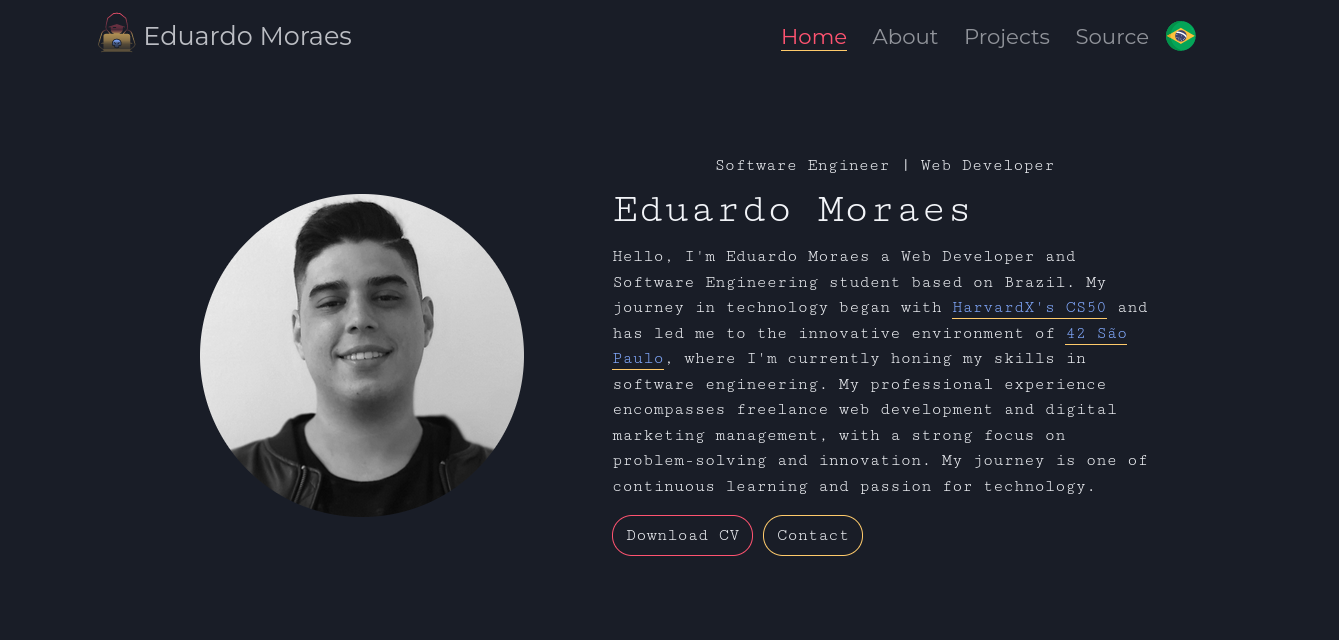 Eduardo Moraes
Home About Projects Source
Software Engineer | Web Developer
Eduardo Moraes
Hello, I'm Eduardo Moraes a Web Developer and
Software Engineering student based on Brazil. My
journey in technology began with HarvardX's CS50 and
has led me to the innovative environment of 42 São
Paulo, where I'm currently honing my skills in
software engineering. My professional experience
encompasses freelance web development and digital
marketing management, with a strong focus on
problem-solving and innovation. My journey is one of
continuous learning and passion for technology.
Download CV Contact